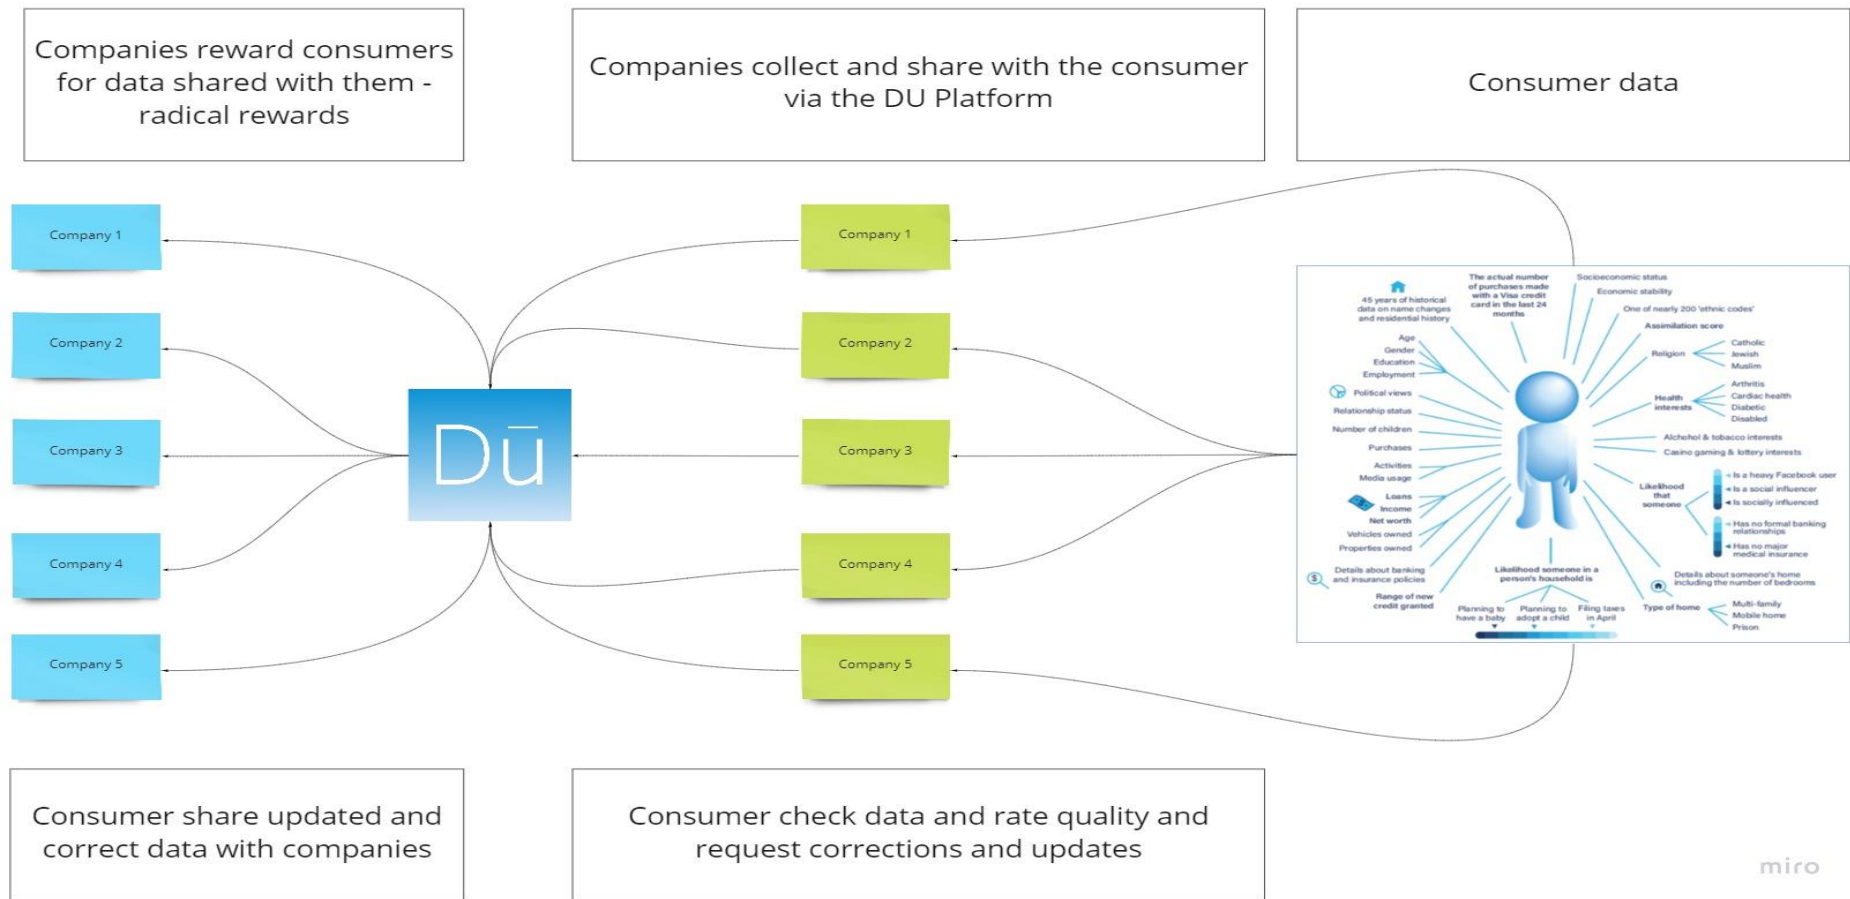 Companies reward consumers
for data shared with them -
radical rewards
Companies collect and share with the consumer
via the DU Platform
Consumer data
Company 1
Company 2
Company 3
Company 4
Company 5
Dū
Company 1
Company 2
Company 3
Company 4
Company 5
45 years of historical
data on name changes
and residential history
The actual number
of purchases made
with a Visa credit
card in the last 24
months
Socioeconomic status
Economic stability
One of nearly 200 'ethnic codes'
Assimilation score
Religion
Catholic
Jewish
Muslim
Age
Gender
Education
Employment
Political views
Relationship status
Number of children
Purchases
Activities
Media usage
Loans
Income
Net worth
Vehicles owned
Properties owned
Details about banking
and insurance policies
Range of new
credit granted
Health
interests
Arthritis
Cardiac health
Diabetic
Disabled
Alchohol & tobacco interests
Casino gaming & lottery interests
Likelihood
that
someone
Is a heavy Facebook user
Is a social influencer
Is socially influenced
Has no formal banking
relationships
Has no major
medical insurance
Details about someone's home
including the number of bedrooms
Type of home
Multi-family
Mobile home
Prison
Likelihood someone in a
person's household is
Planning to
have a baby
Planning to
adopt a child
Filing taxes
in April
Consumer share updated and
correct data with companies
Consumer check data and rate quality and
request corrections and updates
miro